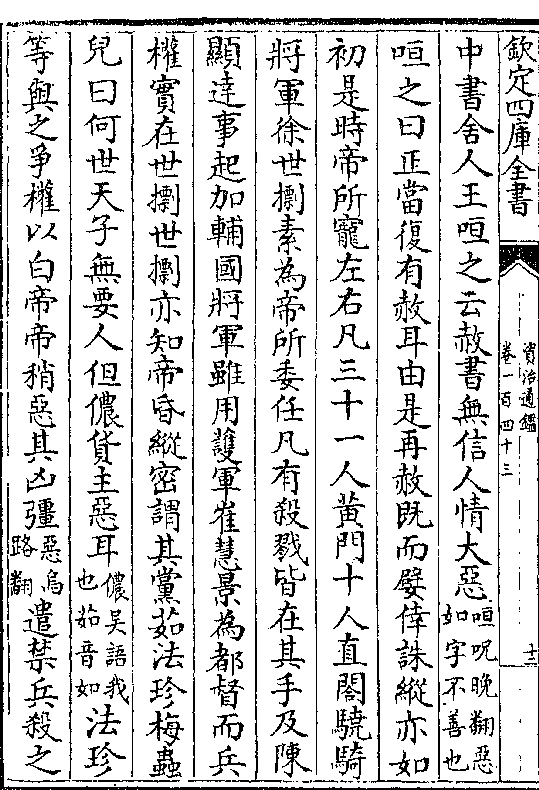 欽定四庫全書
資治通鑑
卷一百四十三
十三
中書舍人王咺之云赦書無信人情大惡咺呪晚翻惡如字不善也
咺之曰正當復有赦耳由是再赦既而嬖倖誅縱亦如
初是時帝所寵左右凡三十一人黃門十人直閤驍騎
將軍徐世㯿素為帝所委任凡有殺戮皆在其手及陳
顯達事起加輔國將軍雖用護軍崔慧景為都督而兵
權實在世㯿世㯿亦知帝昏縱密謂其黨茹法珍梅蟲
兒曰何世天子無要人但儂貨主惡耳儂吳語我也茹音如法珍
等與之爭權以白帝帝稍惡其凶彊惡烏路翻遣禁兵殺之